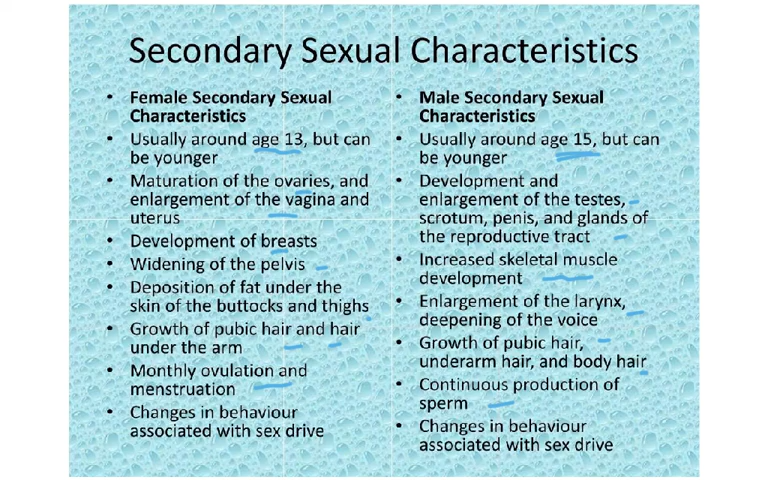 Secondary Sexual Characteristics
• Female Secondary Sexual
Characteristics
• Usually around age 13, but can
be younger
• Maturation of the ovaries, and
enlargement of the vagina and
uterus
• Development of breasts
• Widening of the pelvis
• Deposition of fat under the
skin of the buttocks and thighs
• Growth of pubic hair and hair
under the arm
• Monthly ovulation and
menstruation
• Changes in behaviour
associated with sex drive
• Male Secondary Sexual
Characteristics
• Usually around age 15, but can
be younger
• Development and
enlargement of the testes,
scrotum, penis, and glands of
the reproductive tract
• Increased skeletal muscle
development
• Enlargement of the larynx,
deepening of the voice
• Growth of pubic hair,
underarm hair, and body hair
• Continuous production of
sperm
• Changes in behaviour
associated with sex drive